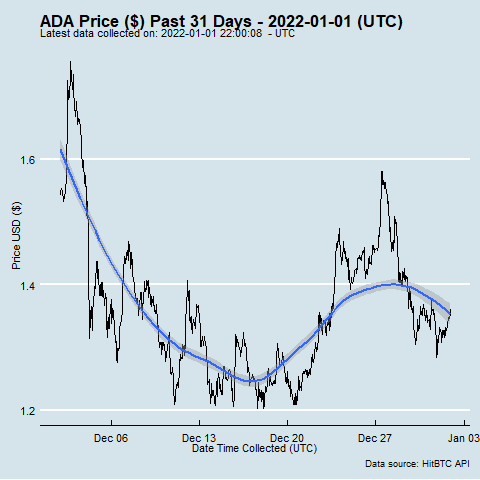 ADA Price ($) Past 31 Days - 2022-01-01 (UTC)
Latest data collected on: 2022-01-01 22:00:08 - UTC
1.6
1.4
1.2
Price USD ($)
Dec 06 Dec 13 Dec 20 Dec 27 Jan 03
Date Time Collected (UTC)
Data source: HitBTC API